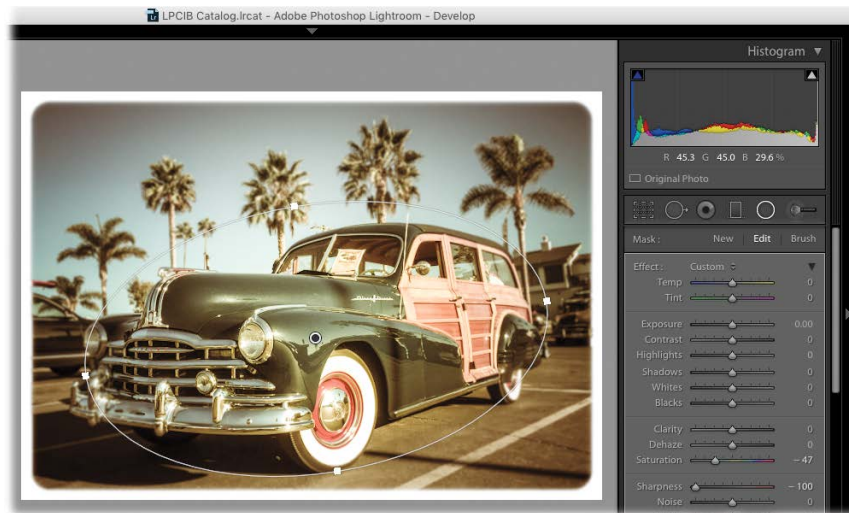 LPCIB Catalog.lrcat - Adobe Photoshop Lightroom - Develop
Histogram
R 45.3 G 45.0 B 29.6 %
Original Photo
Mask : New Edit Brush
Effect : Custom
Temp 0
Tint 0
Exposure 0.00
Contrast 0
Highlights 0
Shadows 0
Whites 0
Blacks 0
Clarity 0
Dehaze 0
Saturation – 47
Sharpness – 100
Noise 0